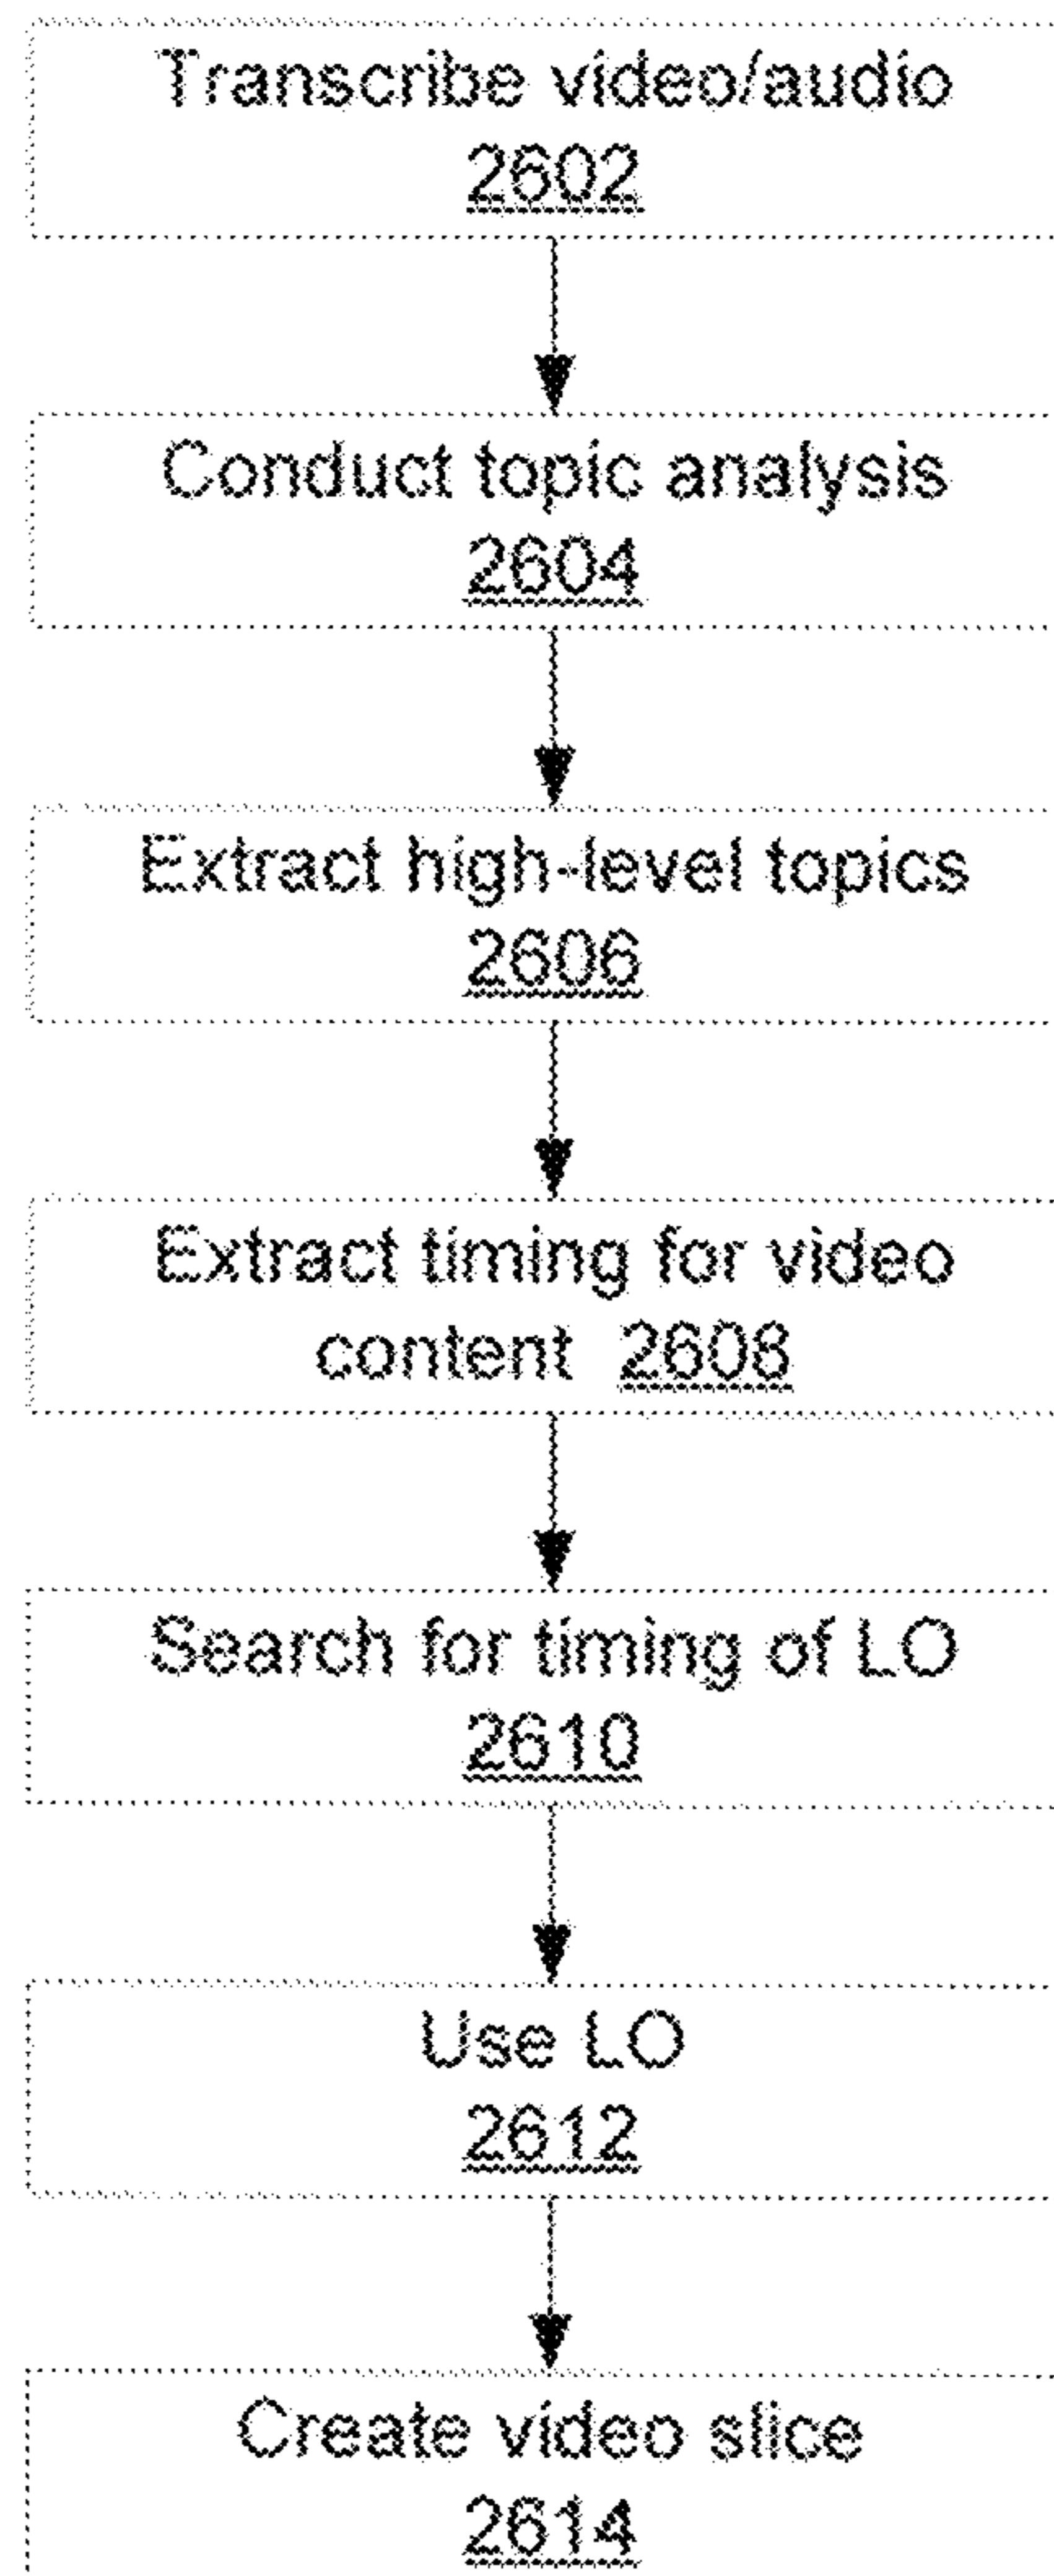 Transcribe video/audio
2602
Conduct topic analysis
2604
Extract high-level topics
2606
Extract timing for video
content 2608
Search for timing of LO
2610
Use LO
2612
Create video slice
2614